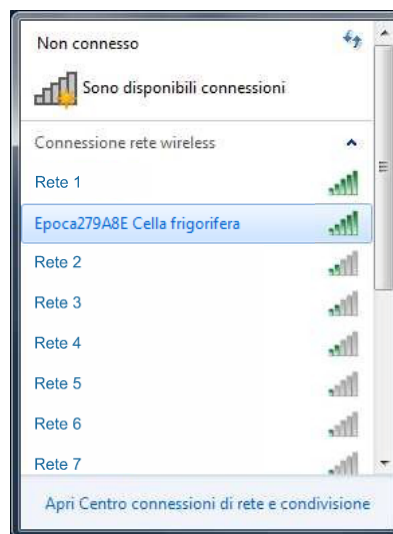 Non connesso
Sono disponibili connessioni
Connessione rete wireless
Rete 1
Epoca279A8E Cella frigorifera
Rete 2
Rete 3
Rete 4
Rete 5
Rete 6
Rete 7
Apri Centro connessioni di rete e condivisione